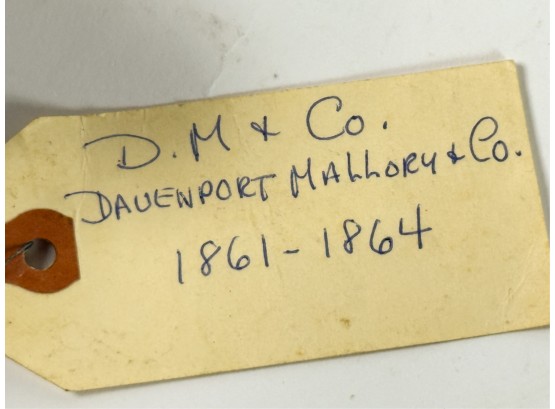 D.M & Co.
DAVENPORT MALLORY & Co.
1861-1864